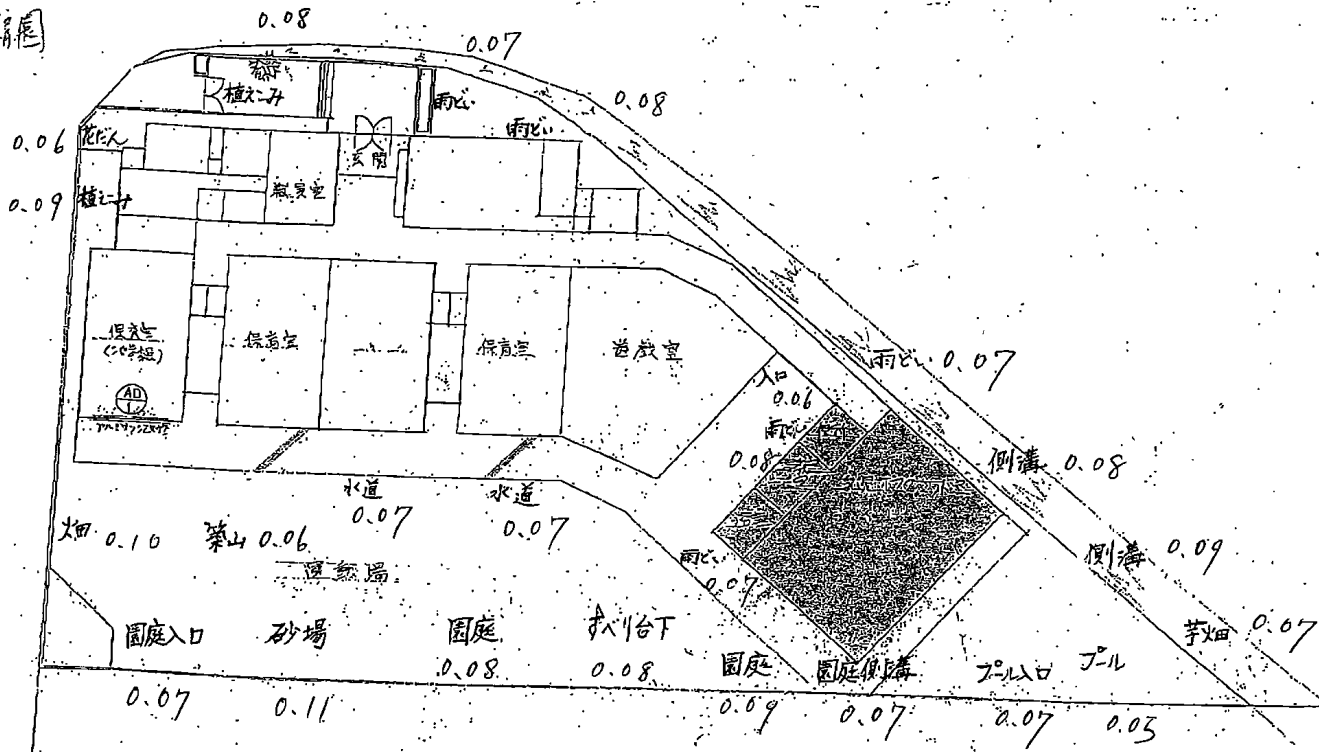 0.08
0.07
植えこみ
雨どい
0.08
雨どい
0.06 花だん
玄関
0.09 植えこみ
保育室
保育室
保育室
遊戯室
AD
1
雨どい 0.07
入口
0.06
雨どい
0.08
側溝 0.08
水道
0.07
水道
0.07
畑 0.10
築山 0.06
側溝 0.09
雨どい
0.07
運動場
園庭入口
0.07
砂場
0.11
園庭
0.08
すべり台下
0.08
園庭
0.09
園庭側溝
0.07
プール入口
0.07
プール
0.05
芋畑 0.07